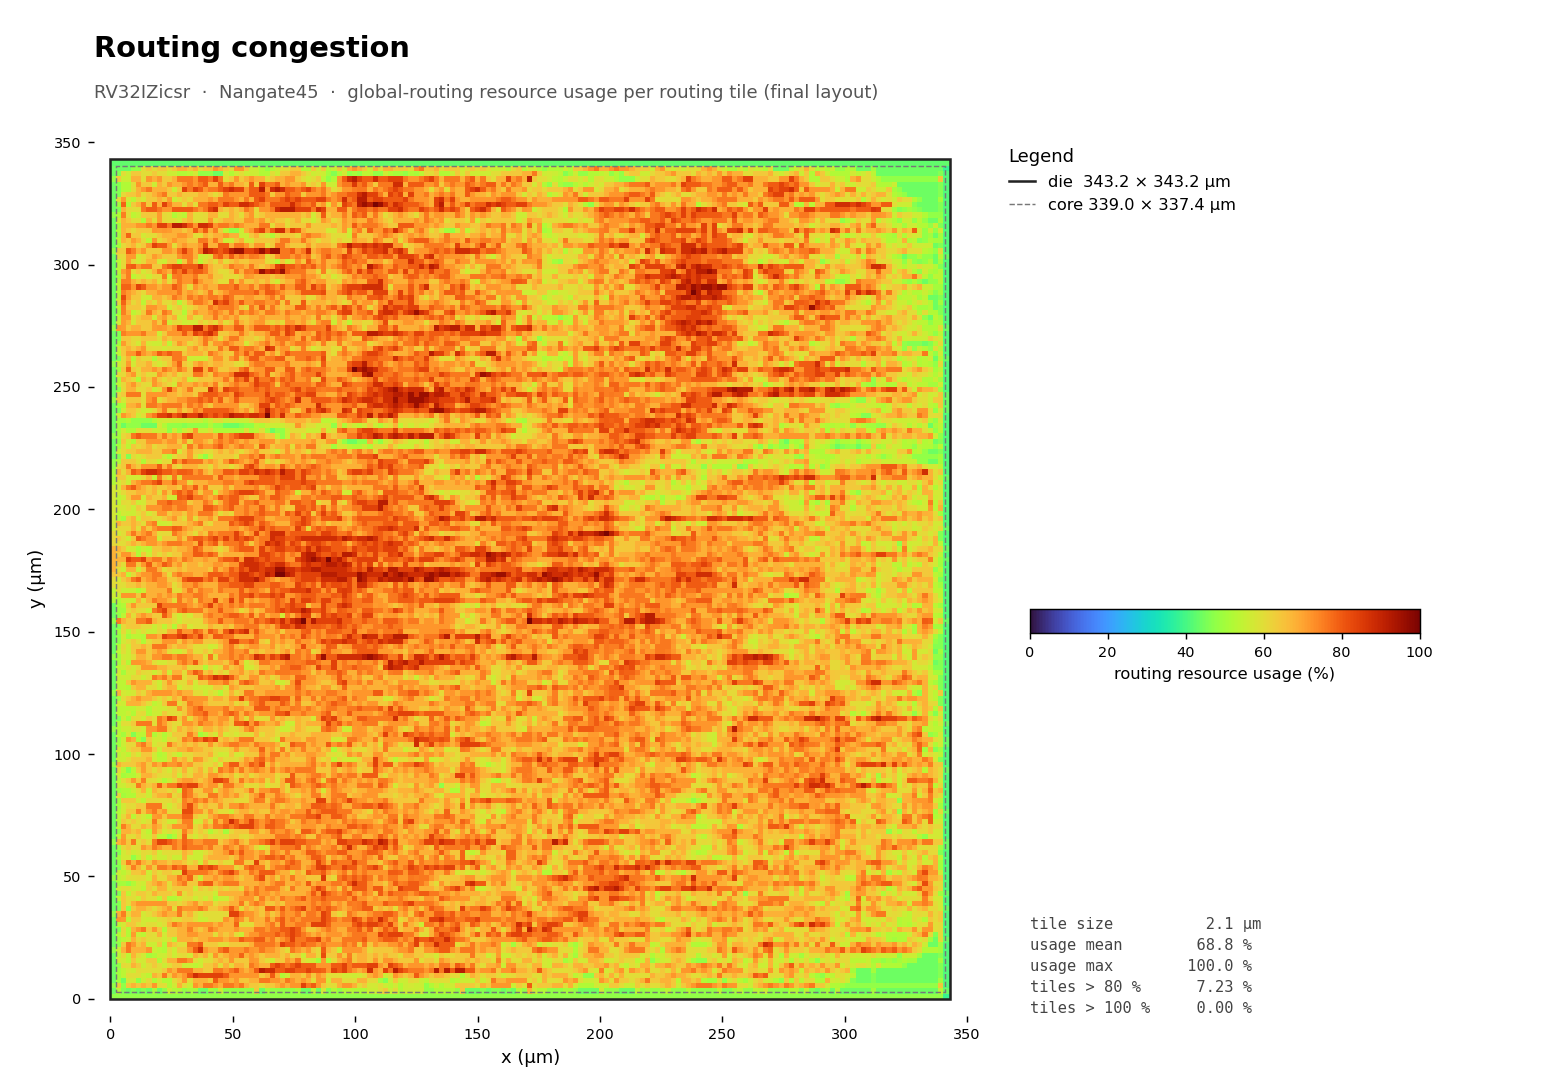 Routing congestion
RV32IZicsr · Nangate45 · global-routing resource usage per routing tile (final layout)
350
300
250
200
150
100
50
0
y (µm)
0 50 100 150 200 250 300 350
x (µm)
Legend
die 343.2 × 343.2 µm
core 339.0 × 337.4 µm
0 20 40 60 80 100
routing resource usage (%)
tile size 2.1 µm
usage mean 68.8 %
usage max 100.0 %
tiles > 80 % 7.23 %
tiles > 100 % 0.00 %